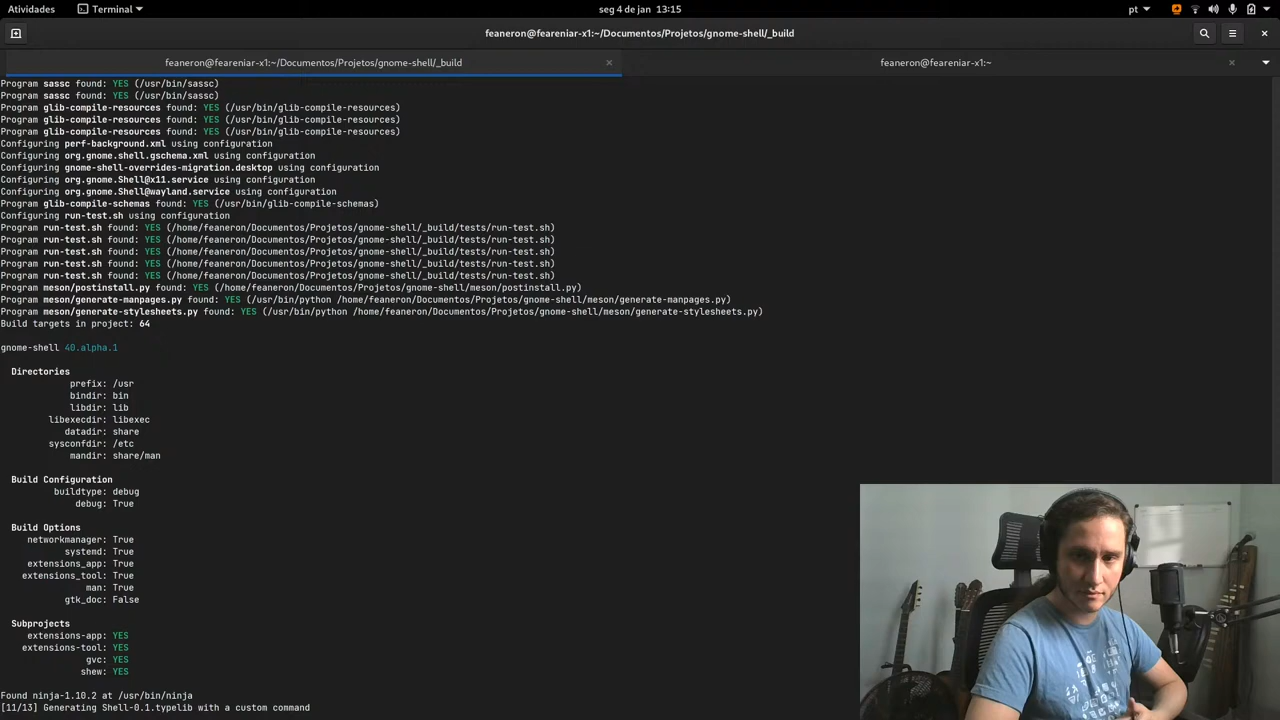 Atividades
Terminal
seg 4 de jan 13:15
pt
feaneron@feareniar-x1:~/Documentos/Projetos/gnome-shell/_build
feaneron@feareniar-x1:~/Documentos/Projetos/gnome-shell/_build
feaneron@feareniar-x1:~
Program sassc found: YES (/usr/bin/sassc)
Program sassc found: YES (/usr/bin/sassc)
Program glib-compile-resources found: YES (/usr/bin/glib-compile-resources)
Program glib-compile-resources found: YES (/usr/bin/glib-compile-resources)
Program glib-compile-resources found: YES (/usr/bin/glib-compile-resources)
Configuring perf-background.xml using configuration
Configuring org.gnome.shell.gschema.xml using configuration
Configuring gnome-shell-overrides-migration.desktop using configuration
Configuring org.gnome.Shell@x11.service using configuration
Configuring org.gnome.Shell@wayland.service using configuration
Program glib-compile-schemas found: YES (/usr/bin/glib-compile-schemas)
Configuring run-test.sh using configuration
Program run-test.sh found: YES (/home/feaneron/Documentos/Projetos/gnome-shell/_build/tests/run-test.sh)
Program run-test.sh found: YES (/home/feaneron/Documentos/Projetos/gnome-shell/_build/tests/run-test.sh)
Program run-test.sh found: YES (/home/feaneron/Documentos/Projetos/gnome-shell/_build/tests/run-test.sh)
Program run-test.sh found: YES (/home/feaneron/Documentos/Projetos/gnome-shell/_build/tests/run-test.sh)
Program run-test.sh found: YES (/home/feaneron/Documentos/Projetos/gnome-shell/_build/tests/run-test.sh)
Program meson/postinstall.py found: YES (/home/feaneron/Documentos/Projetos/gnome-shell/meson/postinstall.py)
Program meson/generate-manpages.py found: YES (/usr/bin/python /home/feaneron/Documentos/Projetos/gnome-shell/meson/generate-manpages.py)
Program meson/generate-stylesheets.py found: YES (/usr/bin/python /home/feaneron/Documentos/Projetos/gnome-shell/meson/generate-stylesheets.py)
Build targets in project: 64
gnome-shell 40.alpha.1
Directories
prefix: /usr
bindir: bin
libdir: lib
libexecdir: libexec
datadir: share
sysconfdir: /etc
mandir: share/man
Build Configuration
buildtype: debug
debug: True
Build Options
networkmanager: True
systemd: True
extensions_app: True
extensions_tool: True
man: True
gtk_doc: False
Subprojects
extensions-app: YES
extensions-tool: YES
gvc: YES
shew: YES
Found ninja-1.10.2 at /usr/bin/ninja
[11/13] Generating Shell-0.1.typelib with a custom command